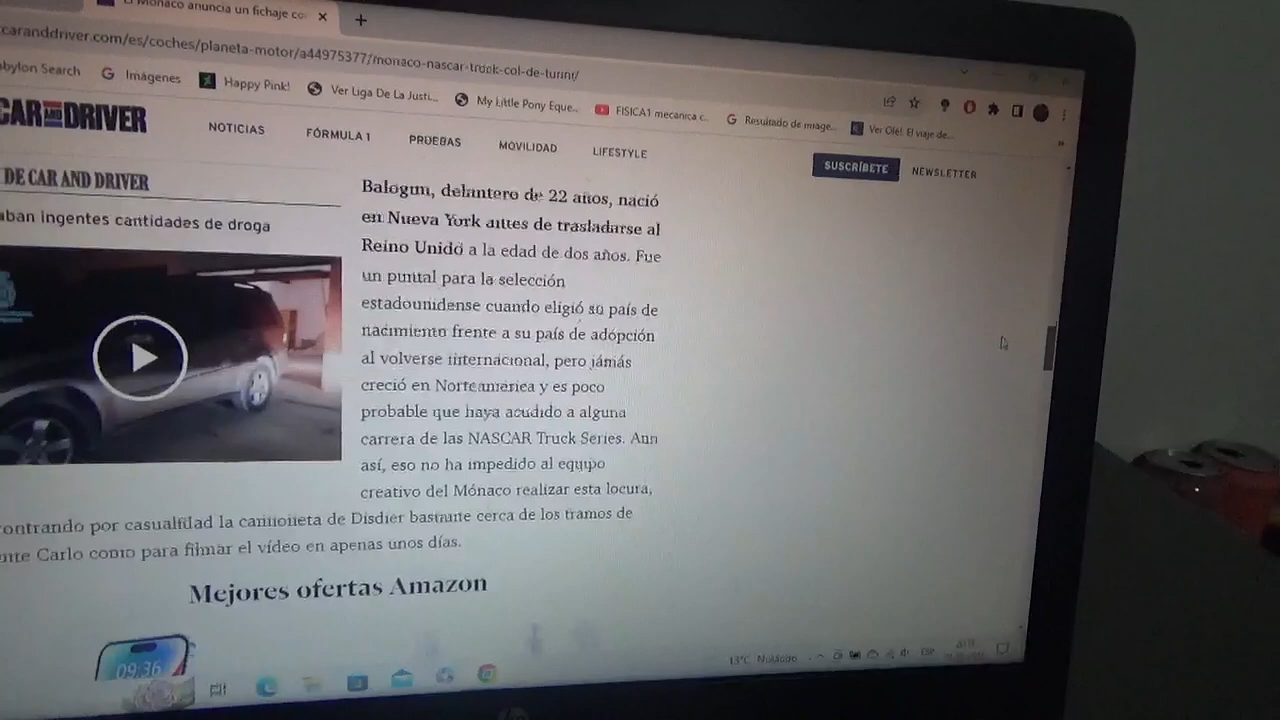 El Mónaco anuncia un fichaje co
caranddriver.com/es/coches/planeta-motor/a44975377/monaco-nascar-truck-col-de-turini/
abylon Search
Imágenes
Happy Pink!
Ver Liga De La Justi...
My Little Pony Eque...
FISICA1 mecanica c...
Resultado de image...
Ver Olé! El viaje de...
CAR AND DRIVER
NOTICIAS
FÓRMULA 1
PRUEBAS
MOVILIDAD
LIFESTYLE
SUSCRÍBETE
NEWSLETTER
DE CAR AND DRIVER
aban ingentes cantidades de droga
Balogun, delantero de 22 años, nació
en Nueva York antes de trasladarse al
Reino Unido a la edad de dos años. Fue
un puntal para la selección
estadounidense cuando eligió su país de
nacimiento frente a su país de adopción
al volverse internacional, pero jamás
creció en Norteamérica y es poco
probable que haya acudido a alguna
carrera de las NASCAR Truck Series. Aun
así, eso no ha impedido al equipo
creativo del Mónaco realizar esta locura,
ontrando por casualidad la camioneta de Disdier bastante cerca de los tramos de
nte Carlo como para filmar el vídeo en apenas unos días.
Mejores ofertas Amazon
09:36
13°C Nublado
ESP
hp